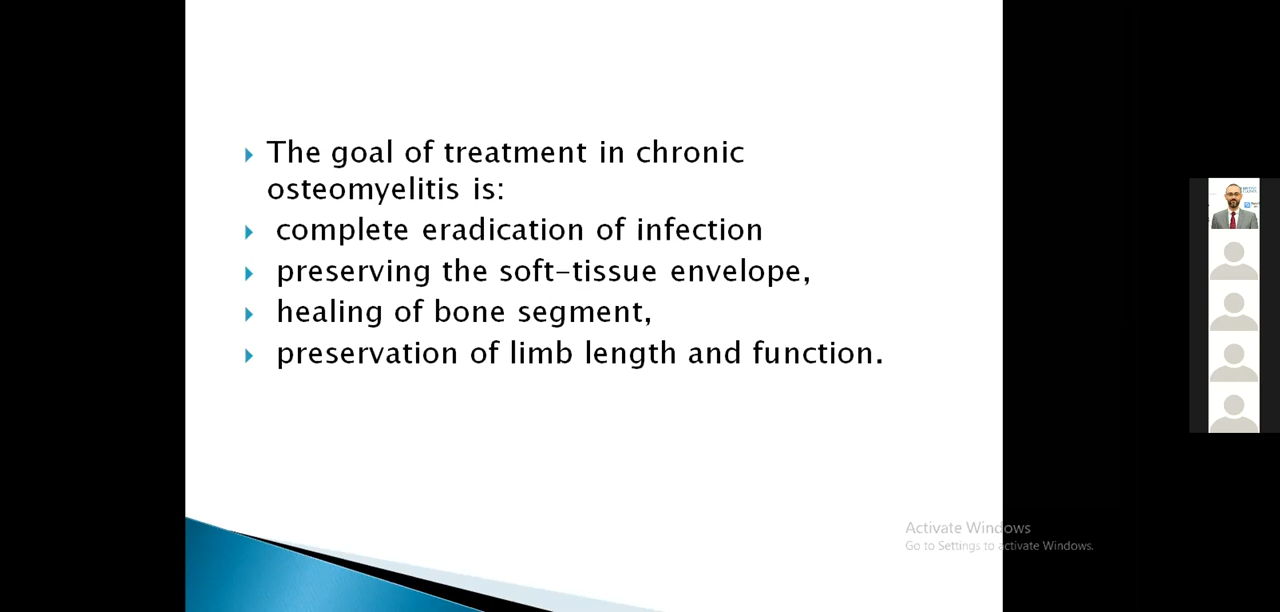 The goal of treatment in chronic
osteomyelitis is:
complete eradication of infection
preserving the soft-tissue envelope,
healing of bone segment,
preservation of limb length and function.
Activate Windows
Go to Settings to activate Windows.